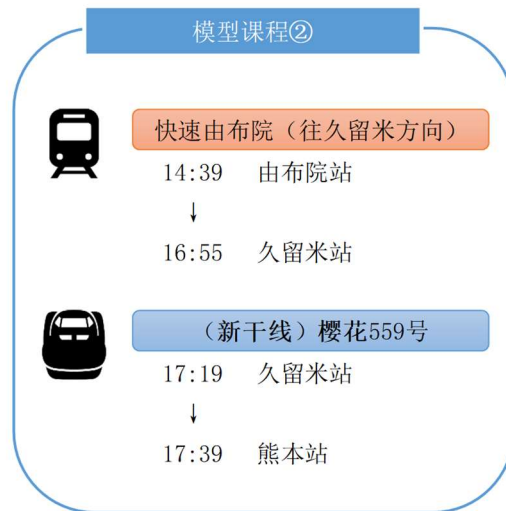 模型课程②
快速由布院（往久留米方向）
14:39 由布院站
↓
16:55 久留米站
（新干线）樱花559号
17:19 久留米站
↓
17:39 熊本站